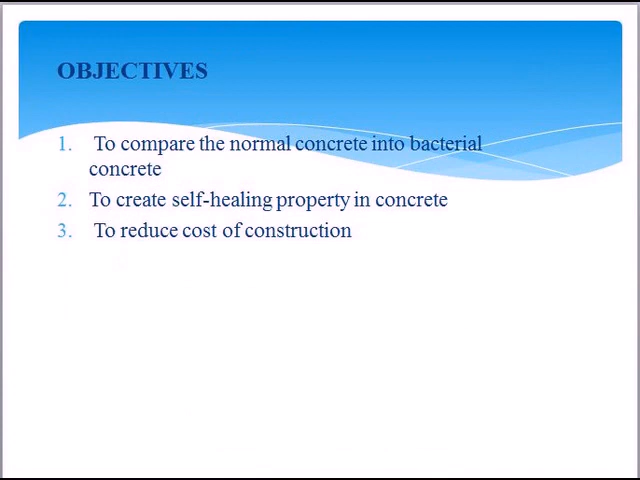 OBJECTIVES
1. To compare the normal concrete into bacterial
concrete
2. To create self-healing property in concrete
3. To reduce cost of construction